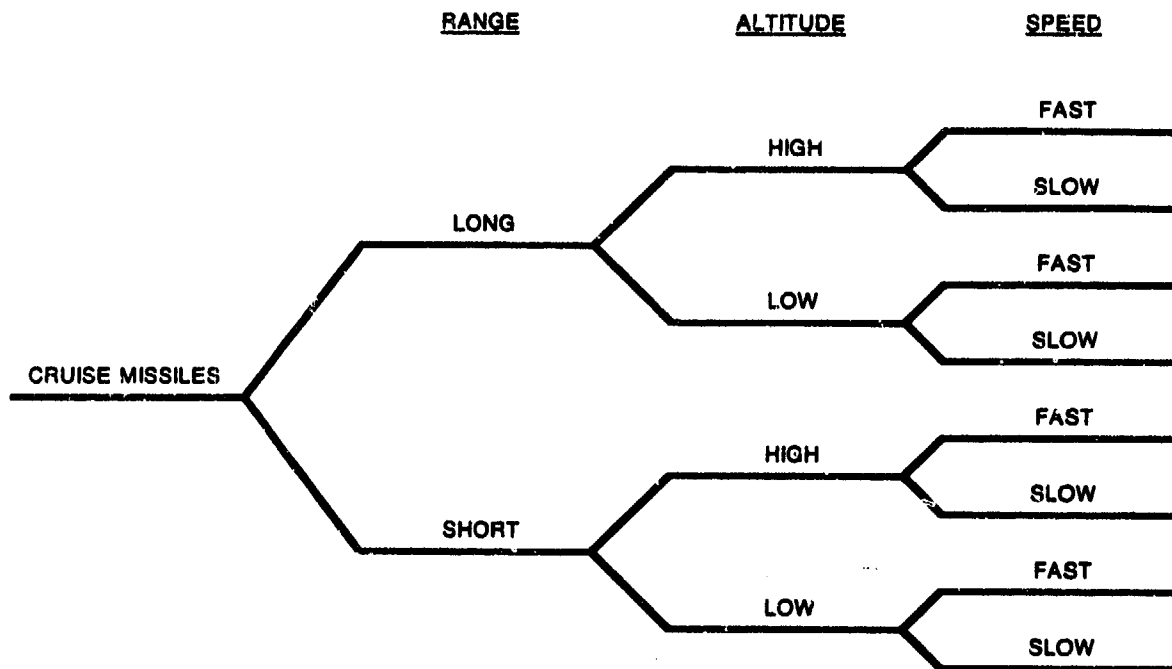 RANGE ALTITUDE SPEED
FAST
HIGH
SLOW
LONG
FAST
LOW
SLOW
CRUISE MISSILES
FAST
HIGH
SLOW
SHORT
FAST
LOW
SLOW